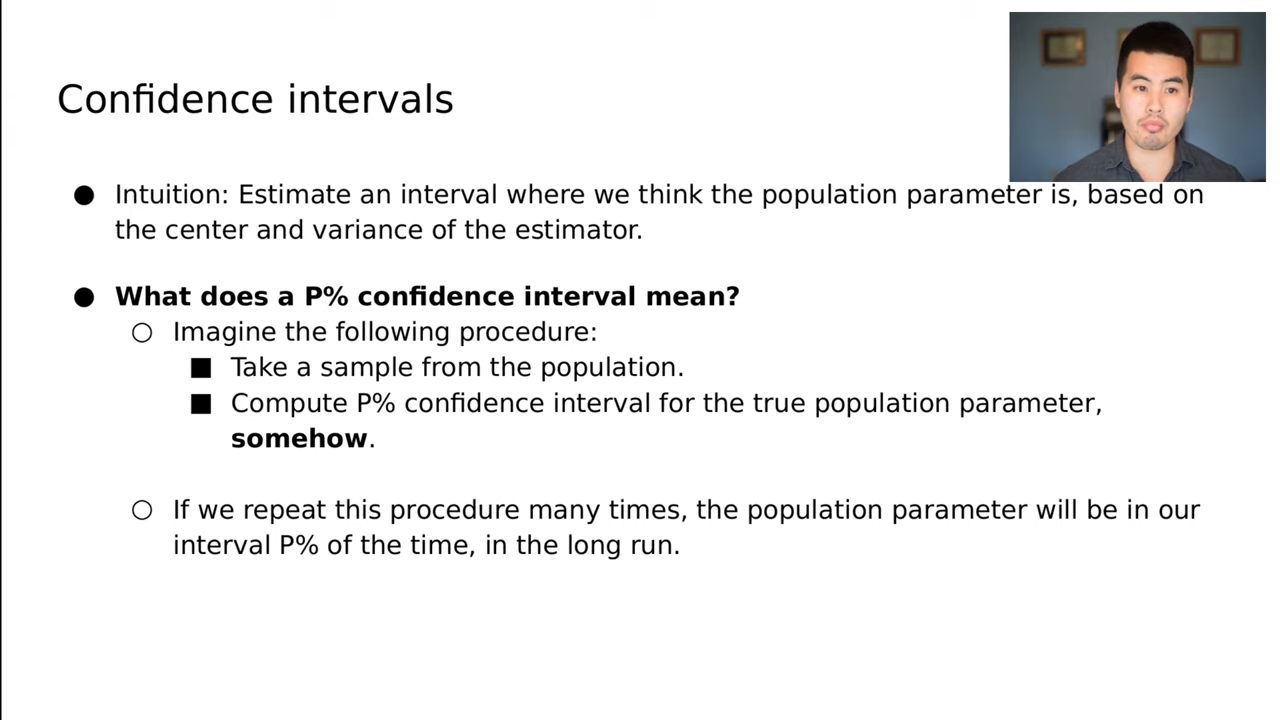 Confidence intervals
● Intuition: Estimate an interval where we think the population parameter is, based on
the center and variance of the estimator.
● What does a P% confidence interval mean?
○ Imagine the following procedure:
■ Take a sample from the population.
■ Compute P% confidence interval for the true population parameter,
somehow.
○ If we repeat this procedure many times, the population parameter will be in our
interval P% of the time, in the long run.